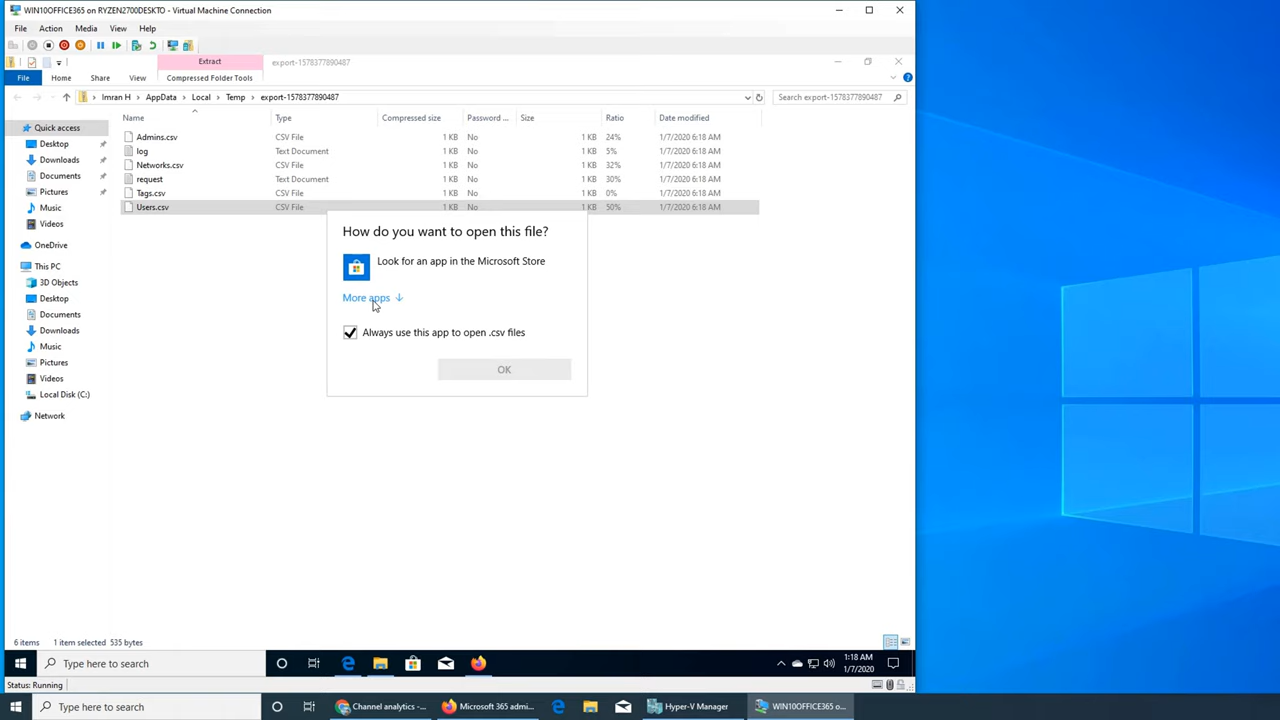 WIN10OFFICE365 on RYZEN2700DESKTO - Virtual Machine Connection
File Action Media View Help
Extract export-1578377890487
File Home Share View Compressed Folder Tools
Imran H > AppData > Local > Temp > export-1578377890487 Search export-1578377890487
Name Type Compressed size Password ... Size Ratio Date modified
Quick access
Desktop
Downloads
Documents
Pictures
Music
Videos
OneDrive
This PC
3D Objects
Desktop
Documents
Downloads
Music
Pictures
Videos
Local Disk (C:)
Network
Admins.csv CSV File 1 KB No 1 KB 24% 1/7/2020 6:18 AM
log Text Document 1 KB No 1 KB 5% 1/7/2020 6:18 AM
Networks.csv CSV File 1 KB No 1 KB 32% 1/7/2020 6:18 AM
request Text Document 1 KB No 1 KB 30% 1/7/2020 6:18 AM
Tags.csv CSV File 1 KB No 1 KB 0% 1/7/2020 6:18 AM
Users.csv CSV File 1 KB No 1 KB 50% 1/7/2020 6:18 AM
How do you want to open this file?
Look for an app in the Microsoft Store
More apps
Always use this app to open .csv files
OK
6 items 1 item selected 535 bytes
Type here to search 1:18 AM
1/7/2020
Status: Running
Type here to search Channel analytics -... Microsoft 365 admi... Hyper-V Manager WIN10OFFICE365 o...